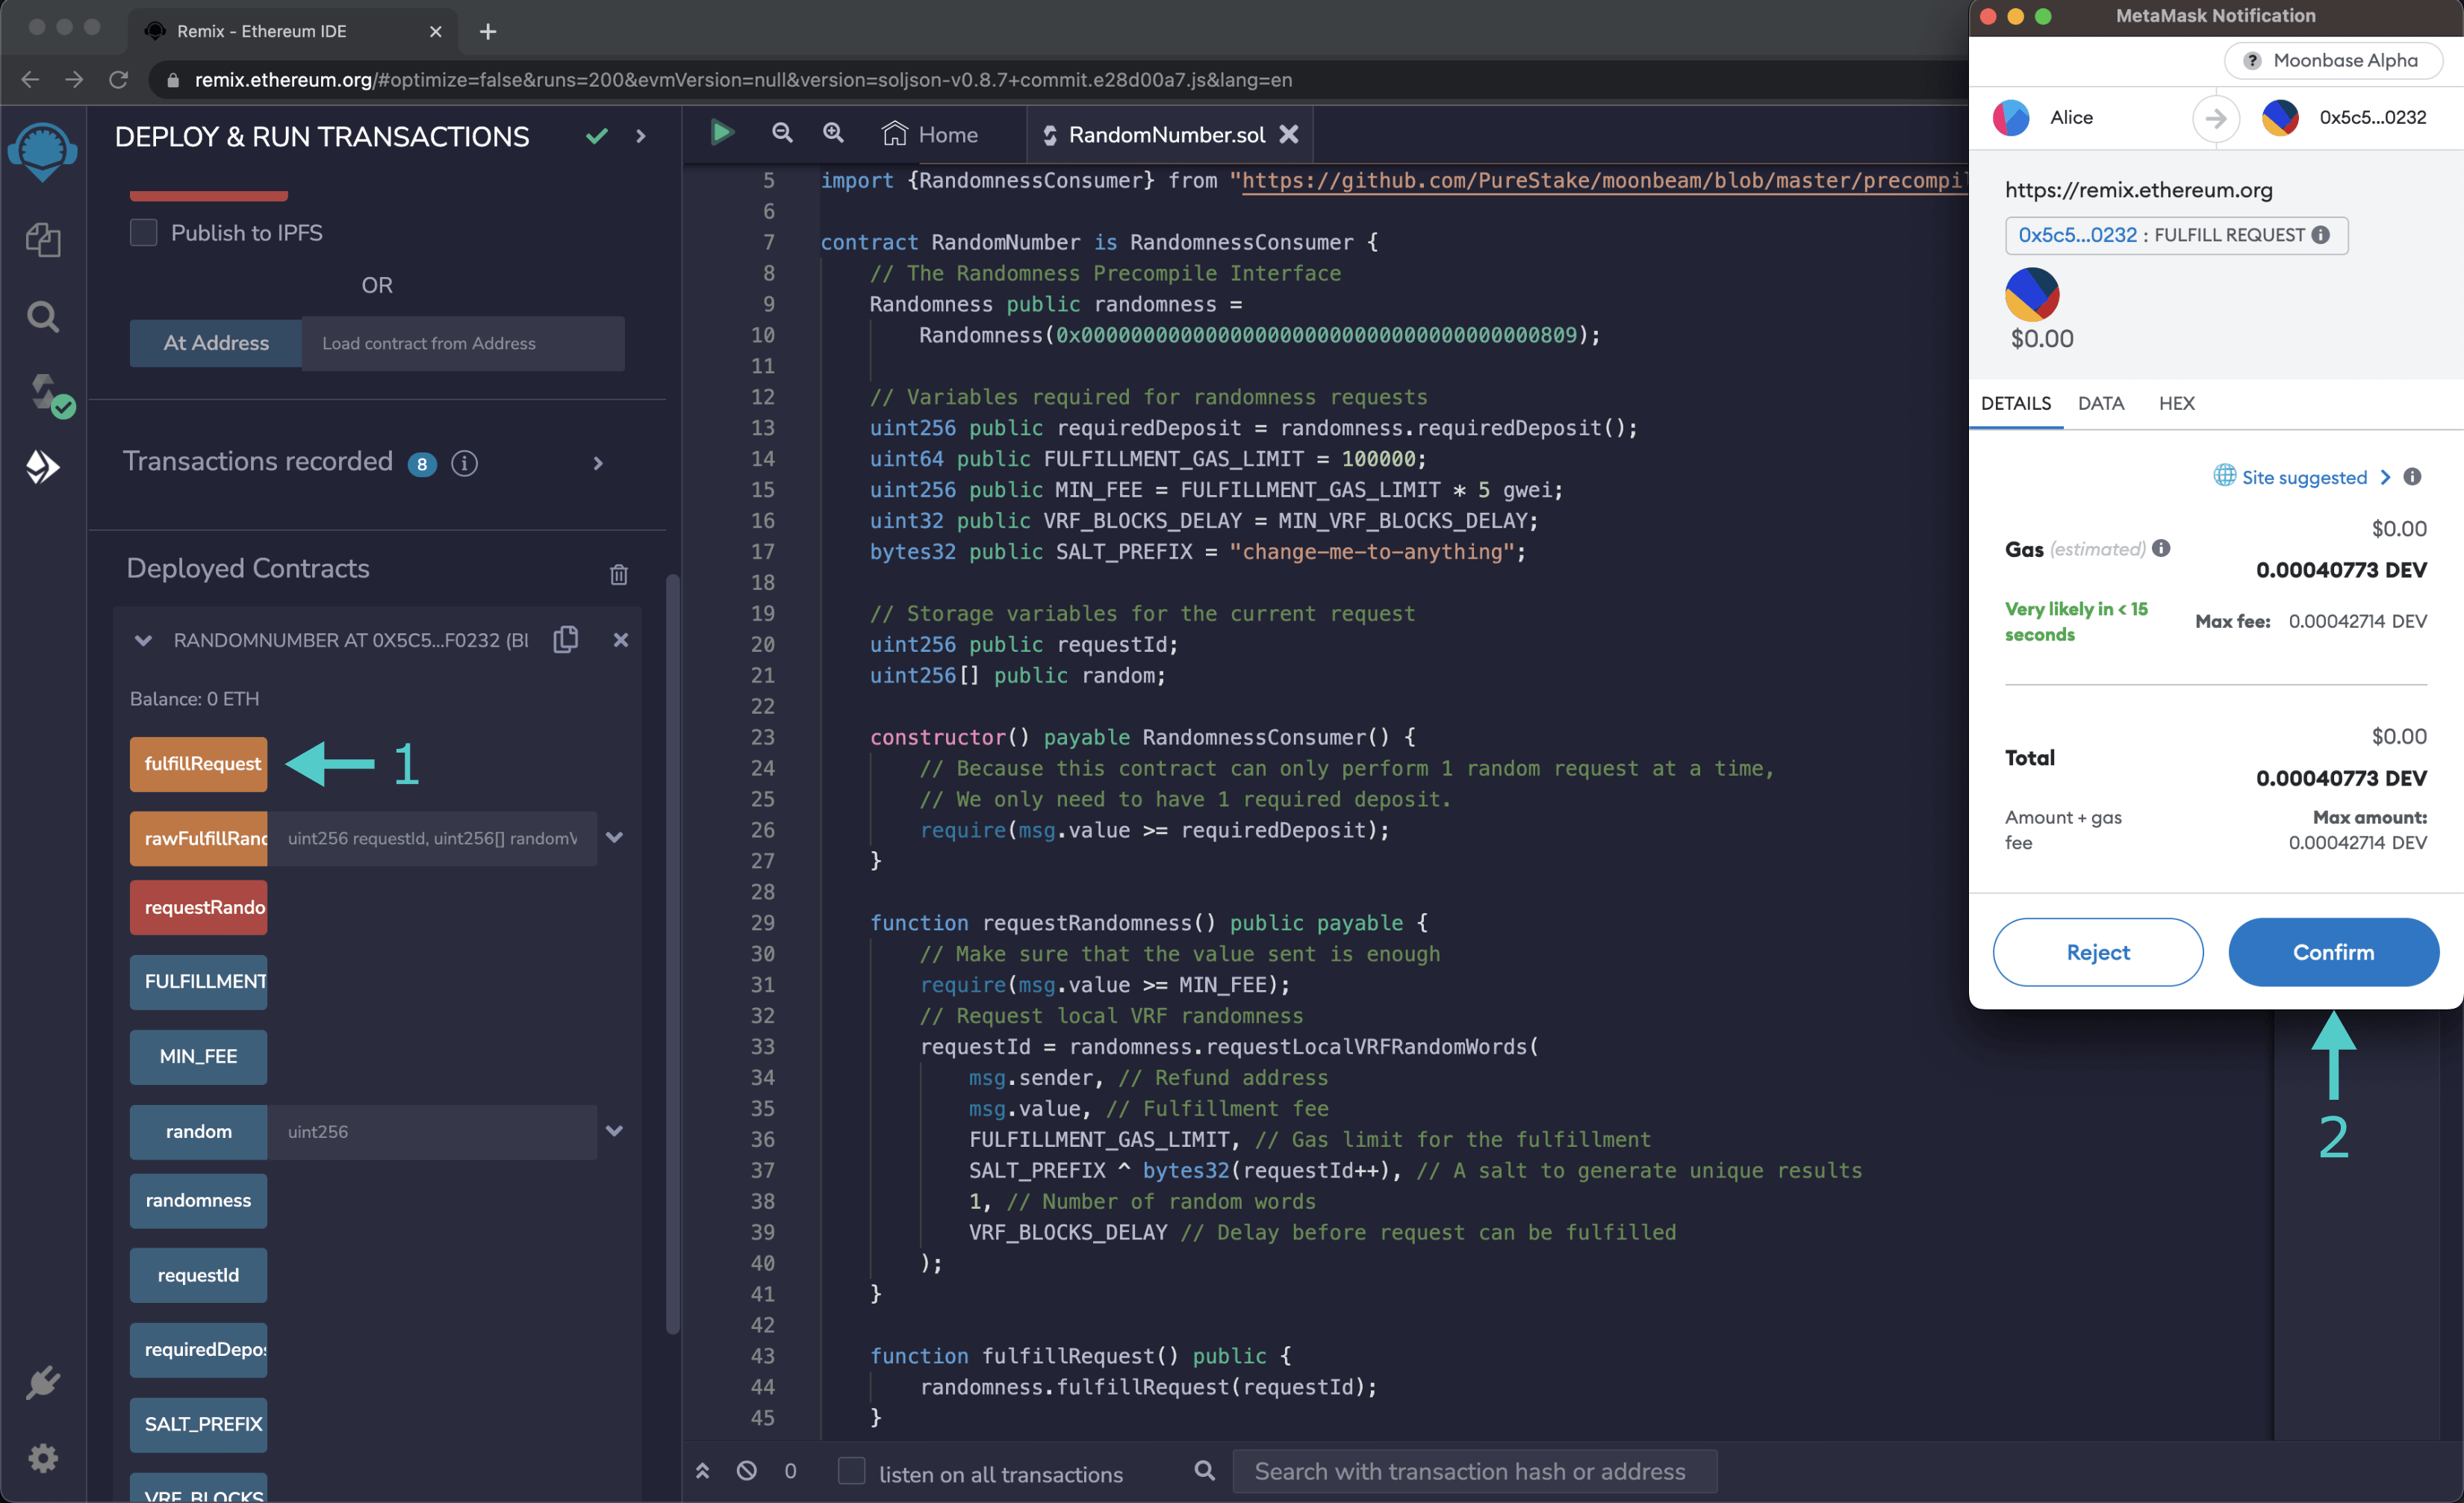 Remix - Ethereum IDE
remix.ethereum.org/#optimize=false&runs=200&evmVersion=null&version=soljson-v0.8.7+commit.e28d00a7.js&lang=en
DEPLOY & RUN TRANSACTIONS
Publish to IPFS
OR
At Address
Load contract from Address
Transactions recorded 8 i
Deployed Contracts
RANDOMNUMBER AT 0X5C5...F0232 (BL
Balance: 0 ETH
fulfillRequest
1
rawFulfillRand
uint256 requestId, uint256[] randomV
requestRando
FULFILLMENT
MIN_FEE
random
uint256
randomness
requestId
requiredDepos
SALT_PREFIX
VRF_BLOCKS
Home
RandomNumber.sol
5 import {RandomnessConsumer} from "https://github.com/PureStake/moonbeam/blob/master/precompil
6
7 contract RandomNumber is RandomnessConsumer {
8 // The Randomness Precompile Interface
9 Randomness public randomness =
10 Randomness(0x0000000000000000000000000000000000000809);
11
12 // Variables required for randomness requests
13 uint256 public requiredDeposit = randomness.requiredDeposit();
14 uint64 public FULFILLMENT_GAS_LIMIT = 100000;
15 uint256 public MIN_FEE = FULFILLMENT_GAS_LIMIT * 5 gwei;
16 uint32 public VRF_BLOCKS_DELAY = MIN_VRF_BLOCKS_DELAY;
17 bytes32 public SALT_PREFIX = "change-me-to-anything";
18
19 // Storage variables for the current request
20 uint256 public requestId;
21 uint256[] public random;
22
23 constructor() payable RandomnessConsumer() {
24 // Because this contract can only perform 1 random request at a time,
25 // We only need to have 1 required deposit.
26 require(msg.value >= requiredDeposit);
27 }
28
29 function requestRandomness() public payable {
30 // Make sure that the value sent is enough
31 require(msg.value >= MIN_FEE);
32 // Request local VRF randomness
33 requestId = randomness.requestLocalVRFRandomWords(
34 msg.sender, // Refund address
35 msg.value, // Fulfillment fee
36 FULFILLMENT_GAS_LIMIT, // Gas limit for the fulfillment
37 SALT_PREFIX ^ bytes32(requestId++), // A salt to generate unique results
38 1, // Number of random words
39 VRF_BLOCKS_DELAY // Delay before request can be fulfilled
40 );
41 }
42
43 function fulfillRequest() public {
44 randomness.fulfillRequest(requestId);
45 }
0
listen on all transactions
Search with transaction hash or address
MetaMask Notification
? Moonbase Alpha
Alice
0x5c5...0232
https://remix.ethereum.org
0x5c5...0232 : FULFILL REQUEST i
$0.00
DETAILS DATA HEX
Site suggested i
$0.00
Gas (estimated) i
0.00040773 DEV
Very likely in < 15
seconds
Max fee: 0.00042714 DEV
$0.00
Total
0.00040773 DEV
Amount + gas
fee
Max amount:
0.00042714 DEV
Reject
Confirm
2